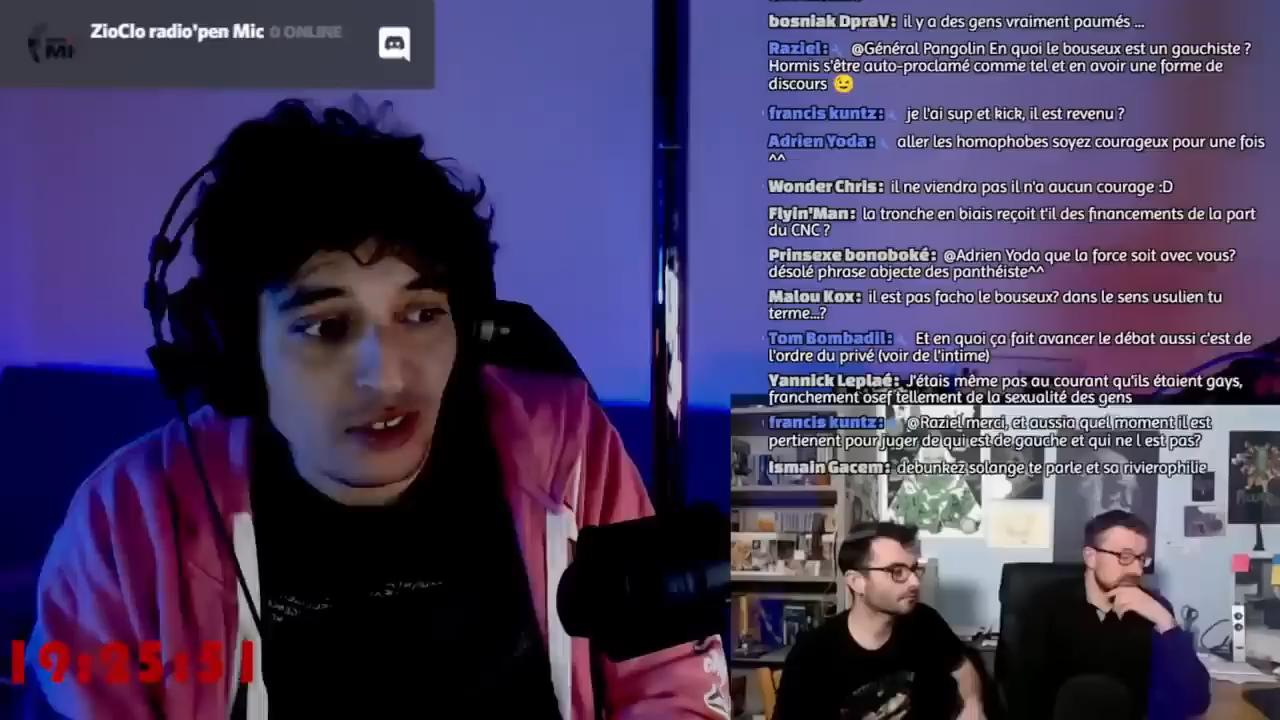 ZioClo radio'pen Mic 0 ONLINE
MI
bosniak DpraV: il y a des gens vraiment paumés ...
Raziel: @Général Pangolin En quoi le bouseux est un gauchiste ?
Hormis s'être auto-proclamé comme tel et en avoir une forme de
discours 😉
francis kuntz: je l'ai sup et kick, il est revenu ?
Adrien Yoda: aller les homophobes soyez courageux pour une fois
^^
Wonder Chris: il ne viendra pas il n'a aucun courage :D
Flyin'Man: la tronche en biais reçoit t'il des financements de la part
du CNC ?
Prinsexe bonoboké: @Adrien Yoda que la force soit avec vous?
désolé phrase abjecte des panthéiste^^
Malou Kox: il est pas facho le bouseux? dans le sens usulien tu
terme...?
Tom Bombadil: Et en quoi ça fait avancer le débat aussi c'est de
l'ordre du privé (voir de l'intime)
Yannick Leplaé: J'étais même pas au courant qu'ils étaient gays,
franchement osef tellement de la sexualité des gens
francis kuntz: @Raziel merci, et aussia quel moment il est
pertienent pour juger de qui est de gauche et qui ne l est pas?
Ismain Gacem: debunkez solange te parle et sa rivierophilie
19:25:51